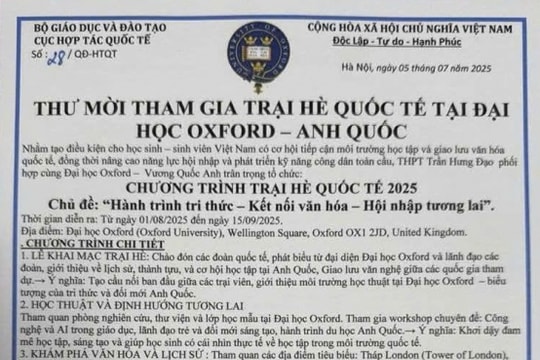 BỘ GIÁO DỤC VÀ ĐÀO TẠO
CỤC HỢP TÁC QUỐC TẾ
Số: 28/QĐ-HTQT
UNIVERSITY OF OXFORD
CỘNG HÒA XÃ HỘI CHỦ NGHĨA VIỆT NAM
Độc Lập - Tự do - Hạnh Phúc
Hà Nội, ngày 05 tháng 07 năm 2025
THƯ MỜI THAM GIA TRẠI HÈ QUỐC TẾ TẠI ĐẠI
HỌC OXFORD – ANH QUỐC
Nhằm tạo điều kiện cho học sinh – sinh viên Việt Nam có cơ hội tiếp cận môi trường học tập và giao lưu văn hóa
quốc tế, đồng thời nâng cao năng lực hội nhập và phát triển kỹ năng công dân toàn cầu, THPT Trần Hưng Đạo phối
hợp cùng Đại học Oxford – Vương Quốc Anh trân trọng tổ chức:
CHƯƠNG TRÌNH TRẠI HÈ QUỐC TẾ 2025
Chủ đề: “Hành trình tri thức – Kết nối văn hóa – Hội nhập tương lai”.
Thời gian diễn ra: Từ ngày 01/08/2025 đến ngày 15/09/2025.
Địa điểm: Đại học Oxford (Oxford University), Wellington Square, Oxford OX1 2JD, United Kingdom.
. CHƯƠNG TRÌNH CHI TIẾT
1. LỄ KHAI MẠC TRẠI HÈ: Chào đón các đoàn quốc tế, phát biểu từ đại diện Đại học Oxford và lãnh đạo các
đoàn, giới thiệu về lịch sử, thành tựu, và cơ hội học tập tại Anh Quốc, Giao lưu văn nghệ giữa các quốc gia tham
dự.→ Ý nghĩa: Tạo cầu nối ban đầu giữa các trại viên, giới thiệu môi trường học thuật tại Đại học Oxford – biểu
tượng của tri thức và đổi mới Anh Quốc.
2. HỌC THUẬT VÀ ĐỊNH HƯỚNG TƯƠNG LAI
Tham quan phòng nghiên cứu, thư viện và lớp học mẫu tại Đại học Oxford. Tham gia workshop chuyên đề: Công
nghệ và AI trong giáo dục, lãnh đạo trẻ và đổi mới sáng tạo, hành trình du học Anh Quốc.→ Ý nghĩa: Khơi dậy đam
mê học tập, sáng tạo và giúp học sinh có cái nhìn thực tế về cơ hội học tập quốc tế.
3. KHÁM PHÁ VĂN HÓA VÀ LỊCH SỬ : Tham quan các địa điểm tiêu biểu: Tháp London (Tower of London),